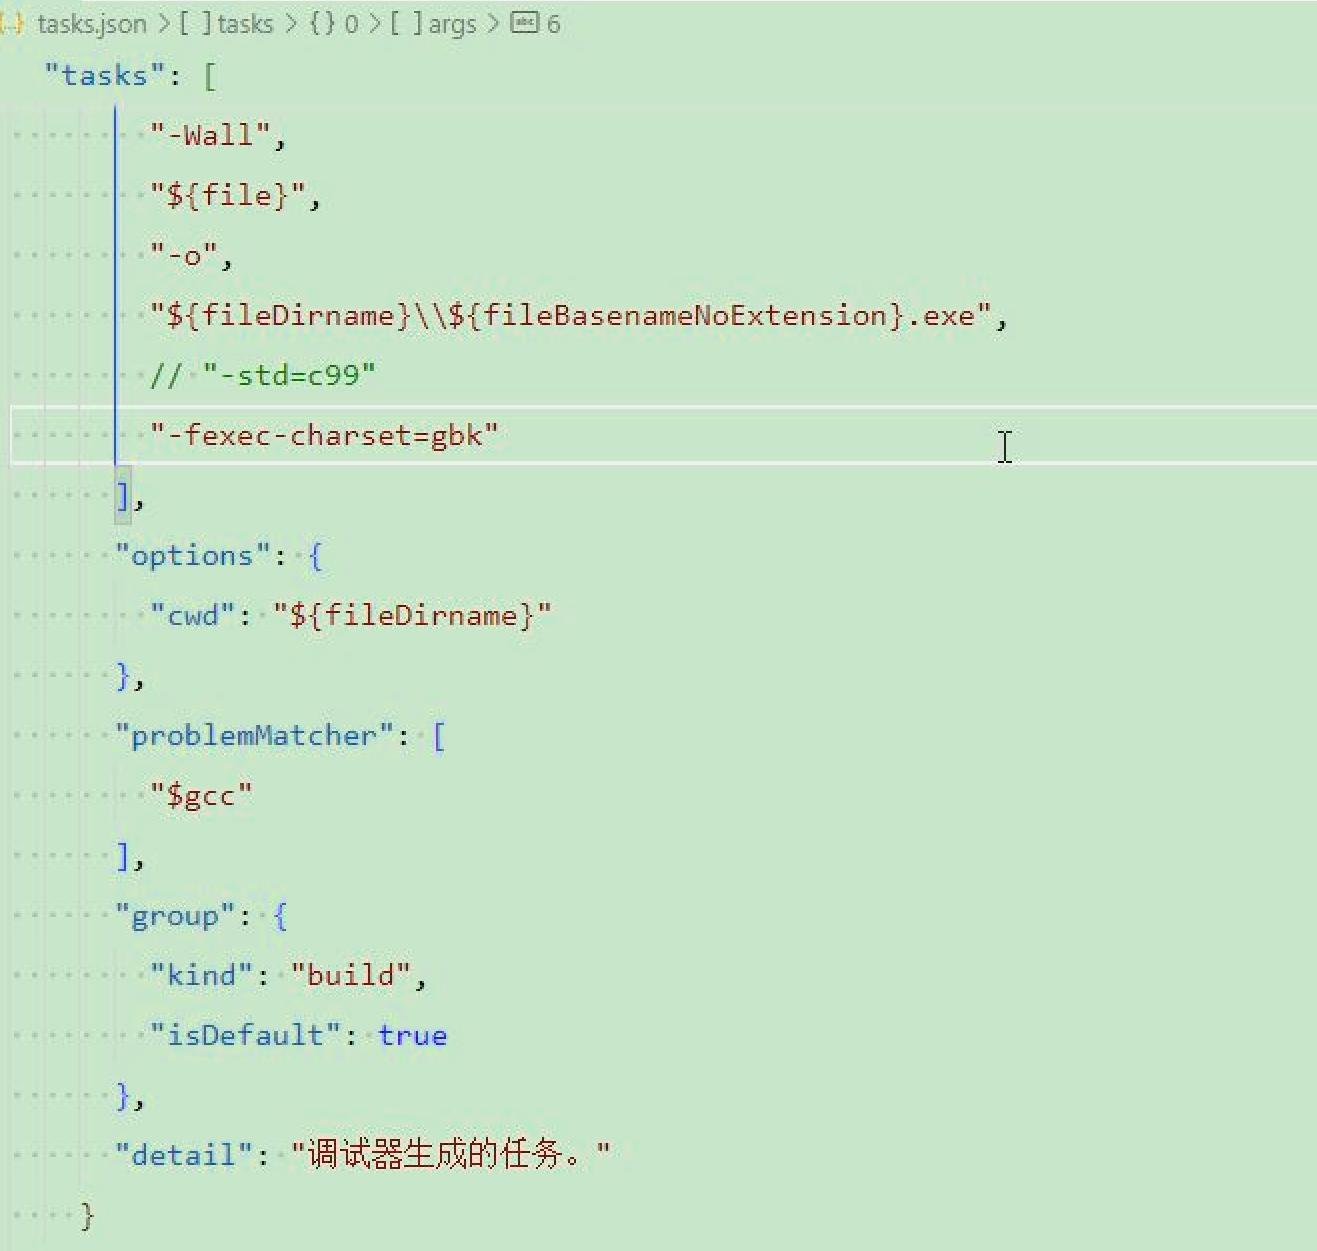 tasks.json > [ ] tasks > {} 0 > [ ] args > abc 6
"tasks": [
"-Wall",
"${file}",
"-o",
"${fileDirname}\\${fileBasenameNoExtension}.exe",
// "-std=c99"
"-fexec-charset=gbk"
],
"options": {
"cwd": "${fileDirname}"
},
"problemMatcher": [
"$gcc"
],
"group": {
"kind": "build",
"isDefault": true
},
"detail": "调试器生成的任务。"
}